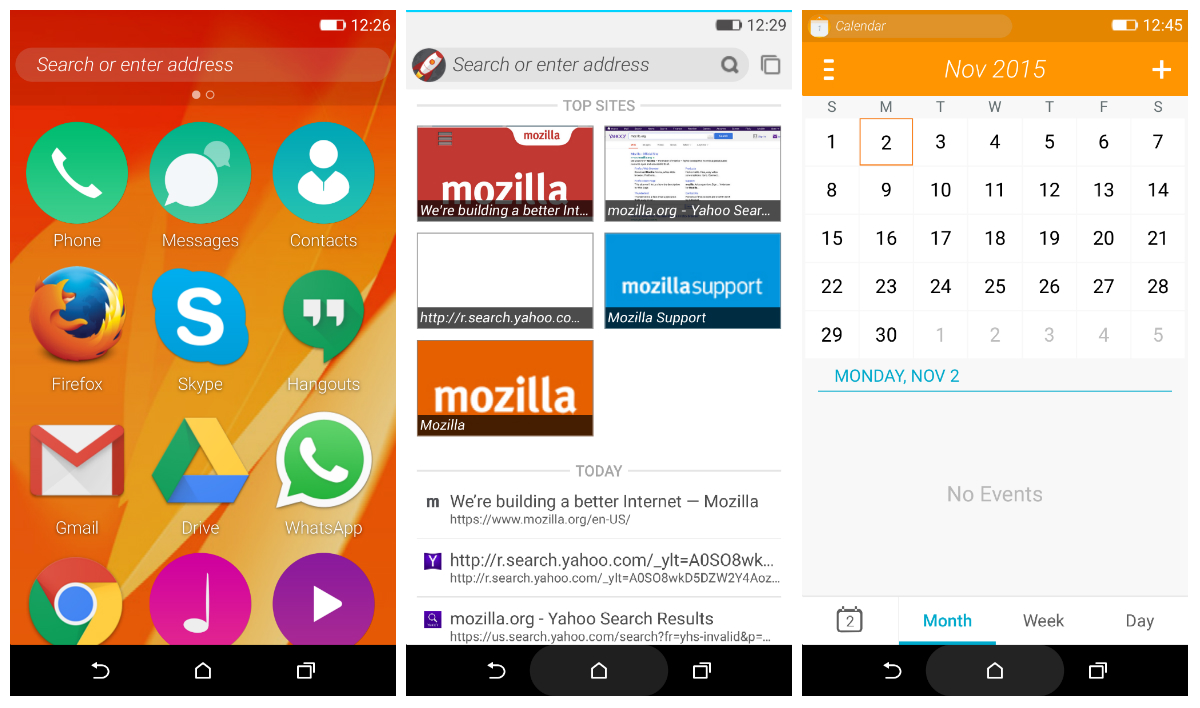 12:26
Search or enter address
Phone
Messages
Contacts
Firefox
Skype
Hangouts
Gmail
Drive
WhatsApp
12:29
Search or enter address
TOP SITES
mozilla
mozilla
We're building a better Int...
mozilla.org - Yahoo Sear...
http://r.search.yahoo.co...
mozilla support
Mozilla Support
mozilla
Mozilla
TODAY
m
We're building a better Internet — Mozilla
https://www.mozilla.org/en-US/
http://r.search.yahoo.com/_ylt=A0SO8wk...
http://r.search.yahoo.com/_ylt=A0SO8wkD5DZW2Y4Aoz...
mozilla.org - Yahoo Search Results
https://us.search.yahoo.com/search?fr=yhs-invalid&p=...
Calendar
12:45
Nov 2015
S M T W T F S
1 2 3 4 5 6 7
8 9 10 11 12 13 14
15 16 17 18 19 20 21
22 23 24 25 26 27 28
29 30 1 2 3 4 5
MONDAY, NOV 2
No Events
2
Month
Week
Day